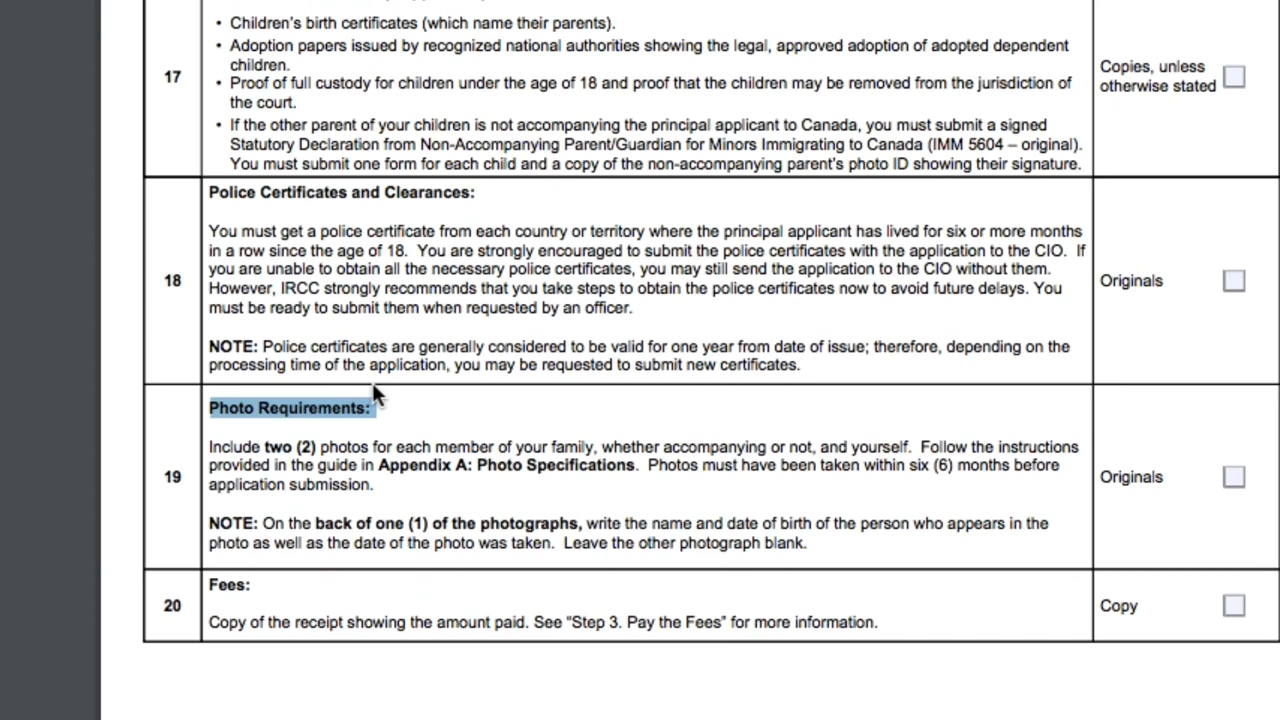 • Children's birth certificates (which name their parents).
• Adoption papers issued by recognized national authorities showing the legal, approved adoption of adopted dependent
children.
17
• Proof of full custody for children under the age of 18 and proof that the children may be removed from the jurisdiction of
the court.
Copies, unless
otherwise stated
• If the other parent of your children is not accompanying the principal applicant to Canada, you must submit a signed
Statutory Declaration from Non-Accompanying Parent/Guardian for Minors Immigrating to Canada (IMM 5604 – original).
You must submit one form for each child and a copy of the non-accompanying parent's photo ID showing their signature.
Police Certificates and Clearances:
You must get a police certificate from each country or territory where the principal applicant has lived for six or more months
in a row since the age of 18. You are strongly encouraged to submit the police certificates with the application to the CIO. If
you are unable to obtain all the necessary police certificates, you may still send the application to the CIO without them.
18
Originals
However, IRCC strongly recommends that you take steps to obtain the police certificates now to avoid future delays. You
must be ready to submit them when requested by an officer.
NOTE: Police certificates are generally considered to be valid for one year from date of issue; therefore, depending on the
processing time of the application, you may be requested to submit new certificates.
Photo Requirements:
Include two (2) photos for each member of your family, whether accompanying or not, and yourself. Follow the instructions
provided in the guide in Appendix A: Photo Specifications. Photos must have been taken within six (6) months before
application submission.
19
Originals
NOTE: On the back of one (1) of the photographs, write the name and date of birth of the person who appears in the
photo as well as the date of the photo was taken. Leave the other photograph blank.
Fees:
20
Copy
Copy of the receipt showing the amount paid. See "Step 3. Pay the Fees" for more information.